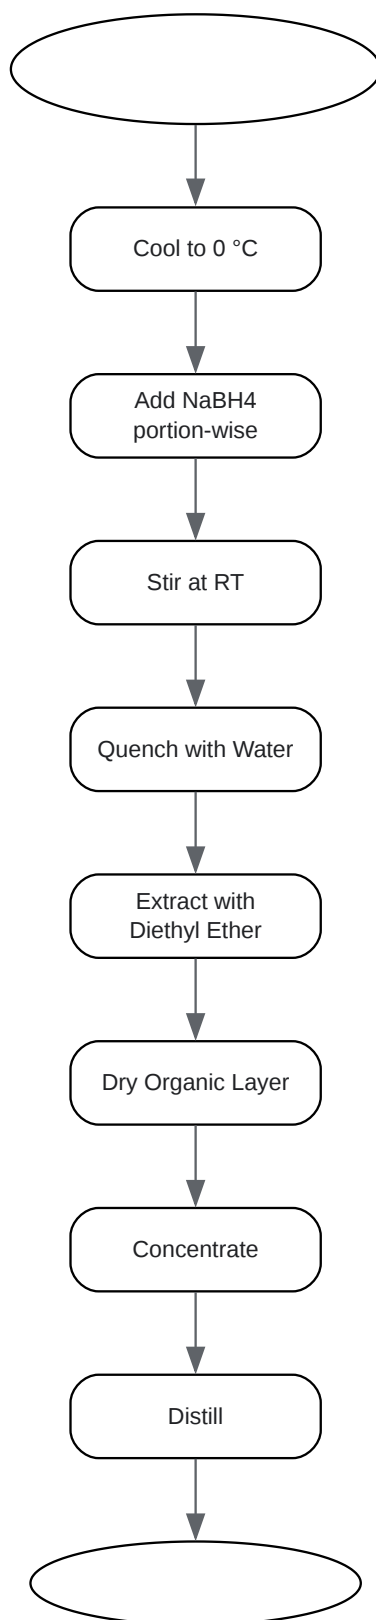 Cool to 0 °C
Add NaBH4
portion-wise
Stir at RT
Quench with Water
Extract with
Diethyl Ether
Dry Organic Layer
Concentrate
Distill